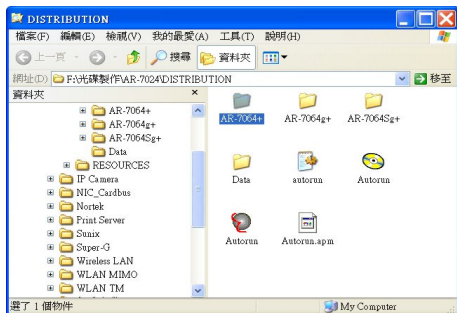 DISTRIBUTION
檔案(F) 編輯(E) 檢視(V) 我的最愛(A) 工具(T) 說明(H)
上一頁 搜尋 資料夾
網址(D) F:\光碟製作\AR-7024\DISTRIBUTION 移至
資料夾
AR-7064+
AR-7064g+
AR-7064Sg+
Data
RESOURCES
IP Camera
NIC_Cardbus
Nortek
Print Server
Sunix
Super-G
Wireless LAN
WLAN MIMO
WLAN TM
AR-7064+ AR-7064g+ AR-7064Sg+
Data autorun Autorun
Autorun Autorun.apm
選了 1 個物件 My Computer